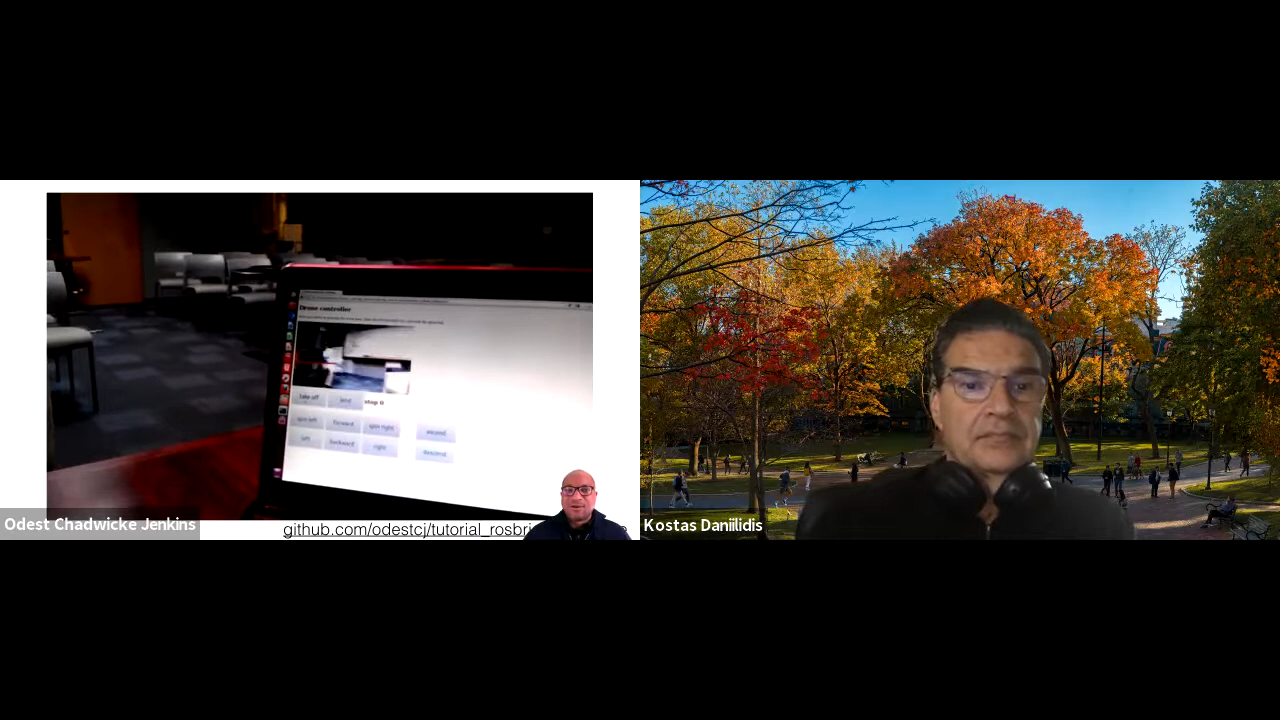 Drone controller
take off
land
stop 0
spin left
forward
spin right
ascend
left
backward
right
descend
github.com/odestcj/tutorial_rosbri
Odest Chadwicke Jenkins
Kostas Daniilidis